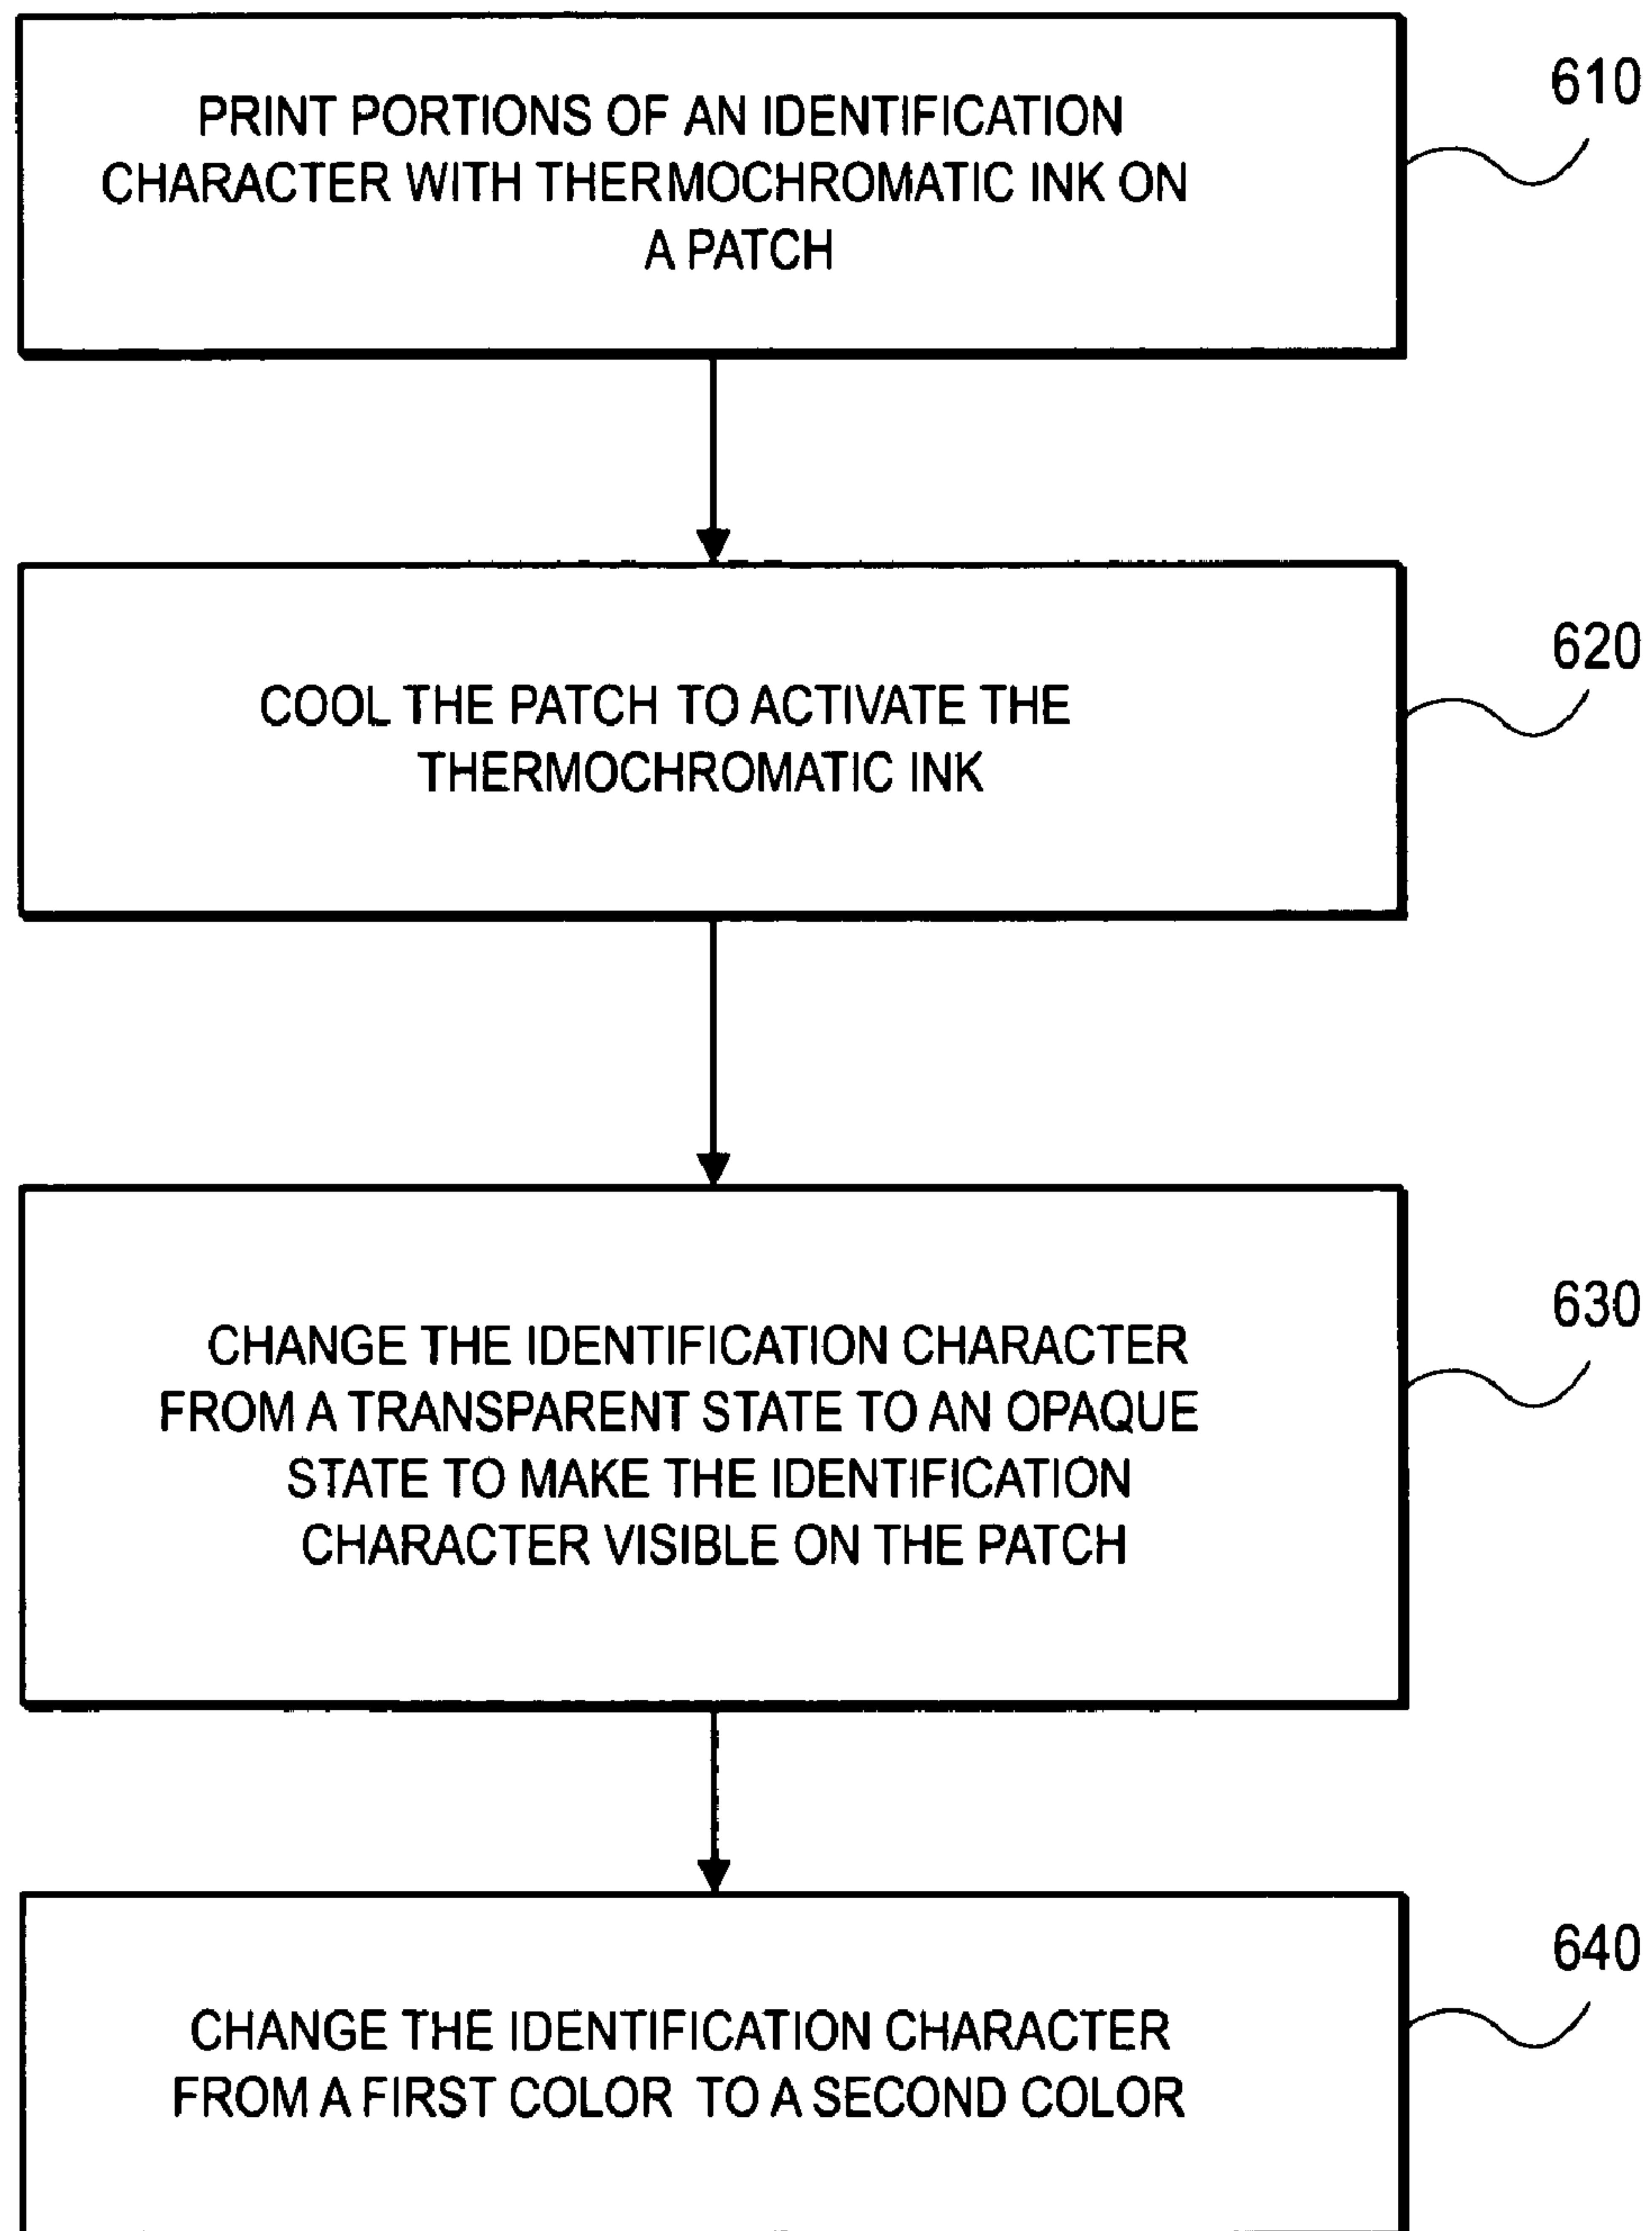 PRINT PORTIONS OF AN IDENTIFICATION
CHARACTER WITH THERMOCHROMATIC INK ON
A PATCH
610
COOL THE PATCH TO ACTIVATE THE
THERMOCHROMATIC INK
620
CHANGE THE IDENTIFICATION CHARACTER
FROM A TRANSPARENT STATE TO AN OPAQUE
STATE TO MAKE THE IDENTIFICATION
CHARACTER VISIBLE ON THE PATCH
630
CHANGE THE IDENTIFICATION CHARACTER
FROM A FIRST COLOR TO A SECOND COLOR
640